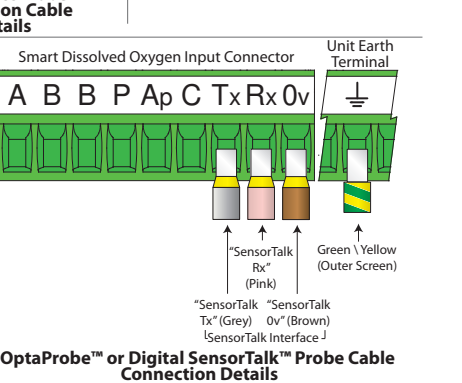 on Cable
tails
Smart Dissolved Oxygen Input Connector
Unit Earth
Terminal
A B B P Ap C Tx Rx 0v
“SensorTalk
Rx”
(Pink)
Green \ Yellow
(Outer Screen)
“SensorTalk
Tx” (Grey)
“SensorTalk
0v” (Brown)
SensorTalk Interface
OptaProbe™ or Digital SensorTalk™ Probe Cable
Connection Details